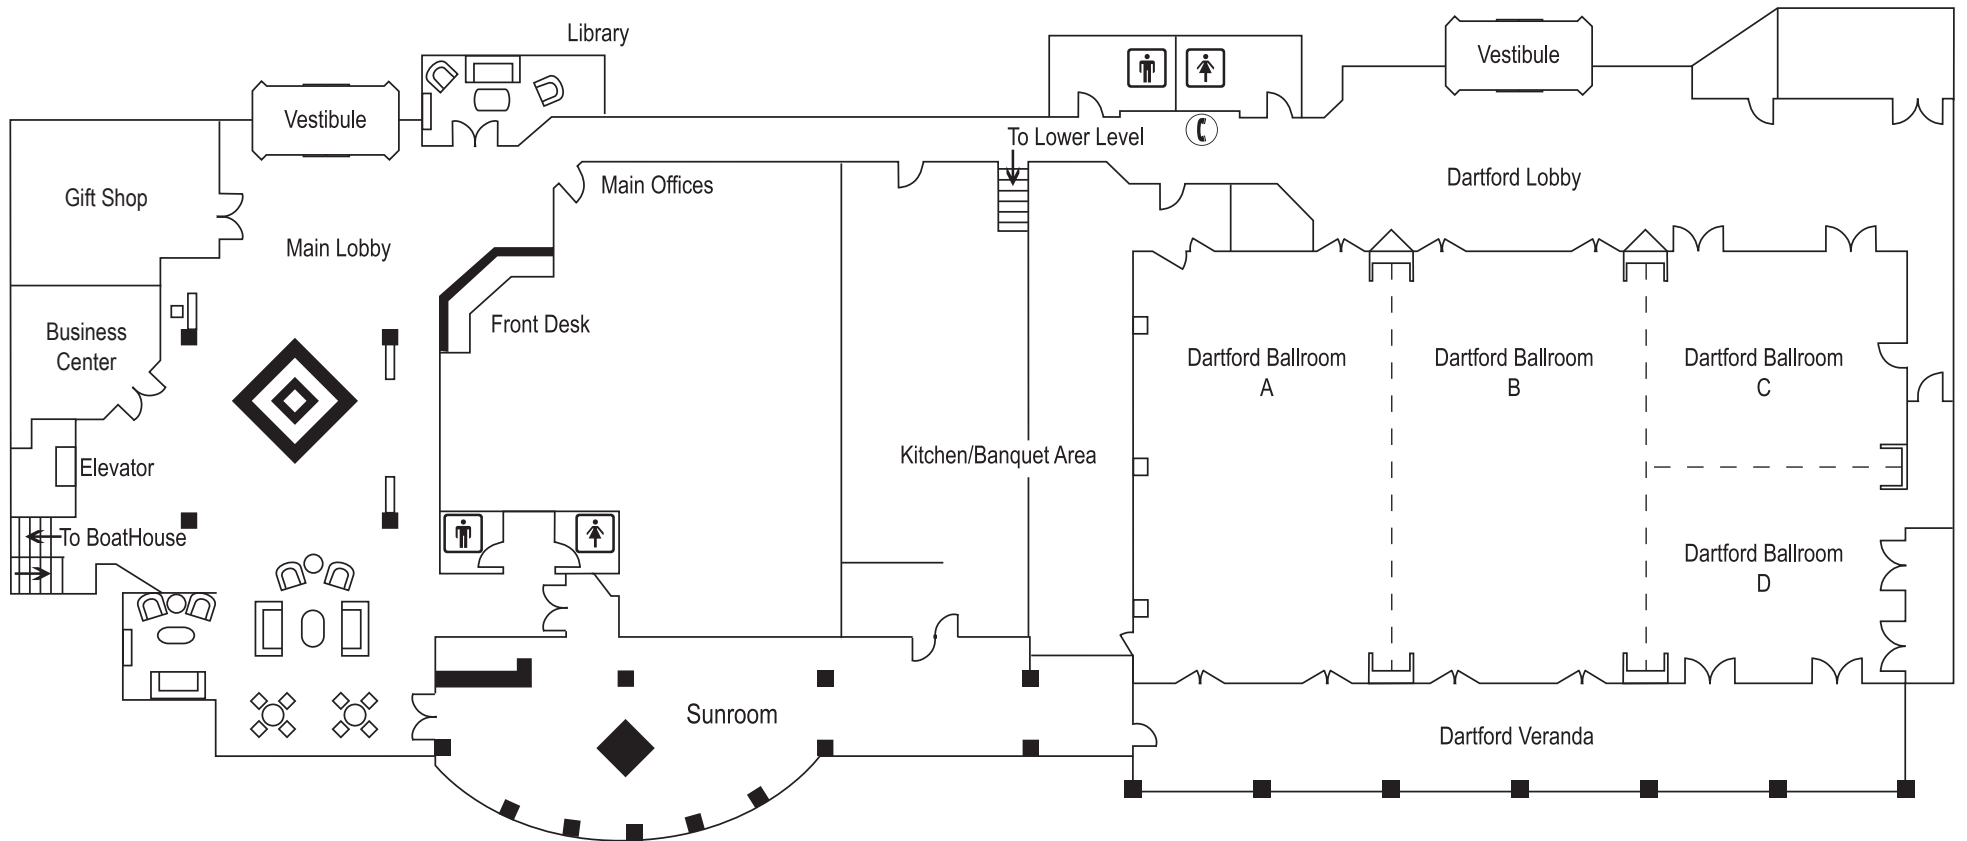 Library
Vestibule
Vestibule
To Lower Level
Gift Shop
Main Offices
Dartford Lobby
Main Lobby
Front Desk
Business
Center
Dartford Ballroom
A
Dartford Ballroom
B
Dartford Ballroom
C
Kitchen/Banquet Area
Elevator
To BoatHouse
Dartford Ballroom
D
Sunroom
Dartford Veranda